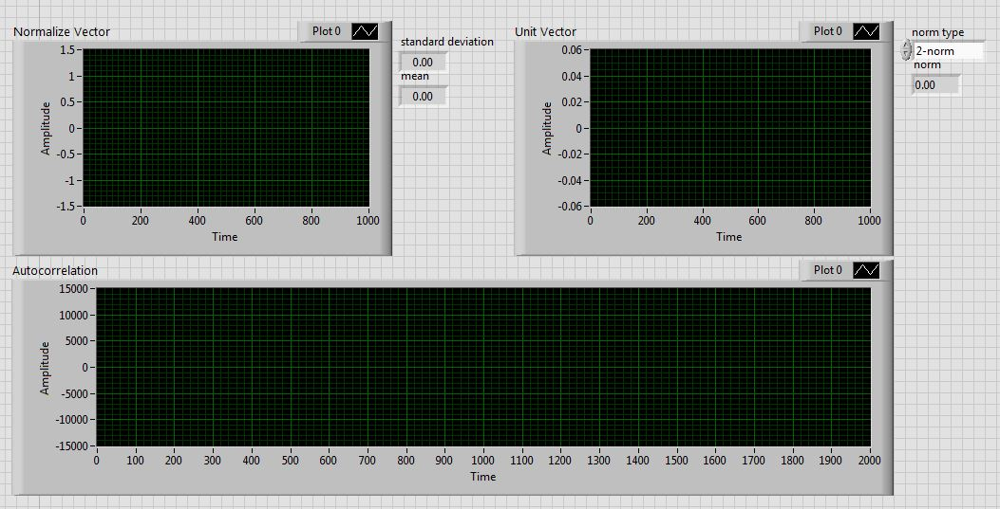 Normalize Vector
Plot 0
standard deviation
0.00
mean
0.00
Amplitude
1.5
1
0.5
0
-0.5
-1
-1.5
0 200 400 600 800 1000
Time
Unit Vector
Plot 0
norm type
2-norm
norm
0.00
Amplitude
0.06
0.04
0.02
0
-0.02
-0.04
-0.06
0 200 400 600 800 1000
Time
Autocorrelation
Plot 0
Amplitude
15000
10000
5000
0
-5000
-10000
-15000
0 100 200 300 400 500 600 700 800 900 1000 1100 1200 1300 1400 1500 1600 1700 1800 1900 2000
Time